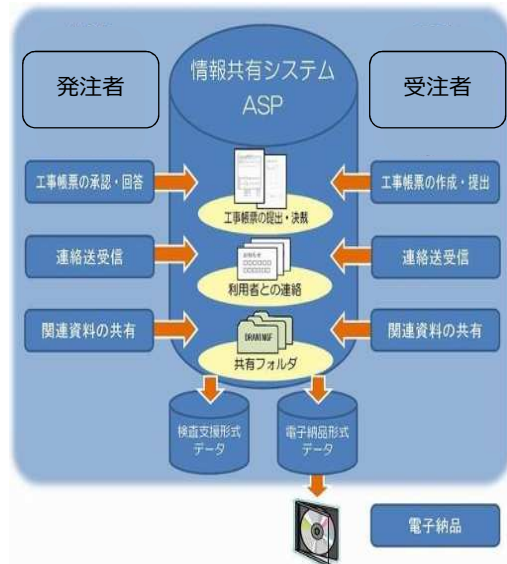 発注者
情報共有システム
ASP
受注者
工事帳票の承認・回答
工事帳票の作成・提出
工事帳票の提出・決裁
連絡送受信
連絡送受信
利用者との連絡
関連資料の共有
関連資料の共有
共有フォルダ
検査支援形式
データ
電子納品形式
データ
電子納品